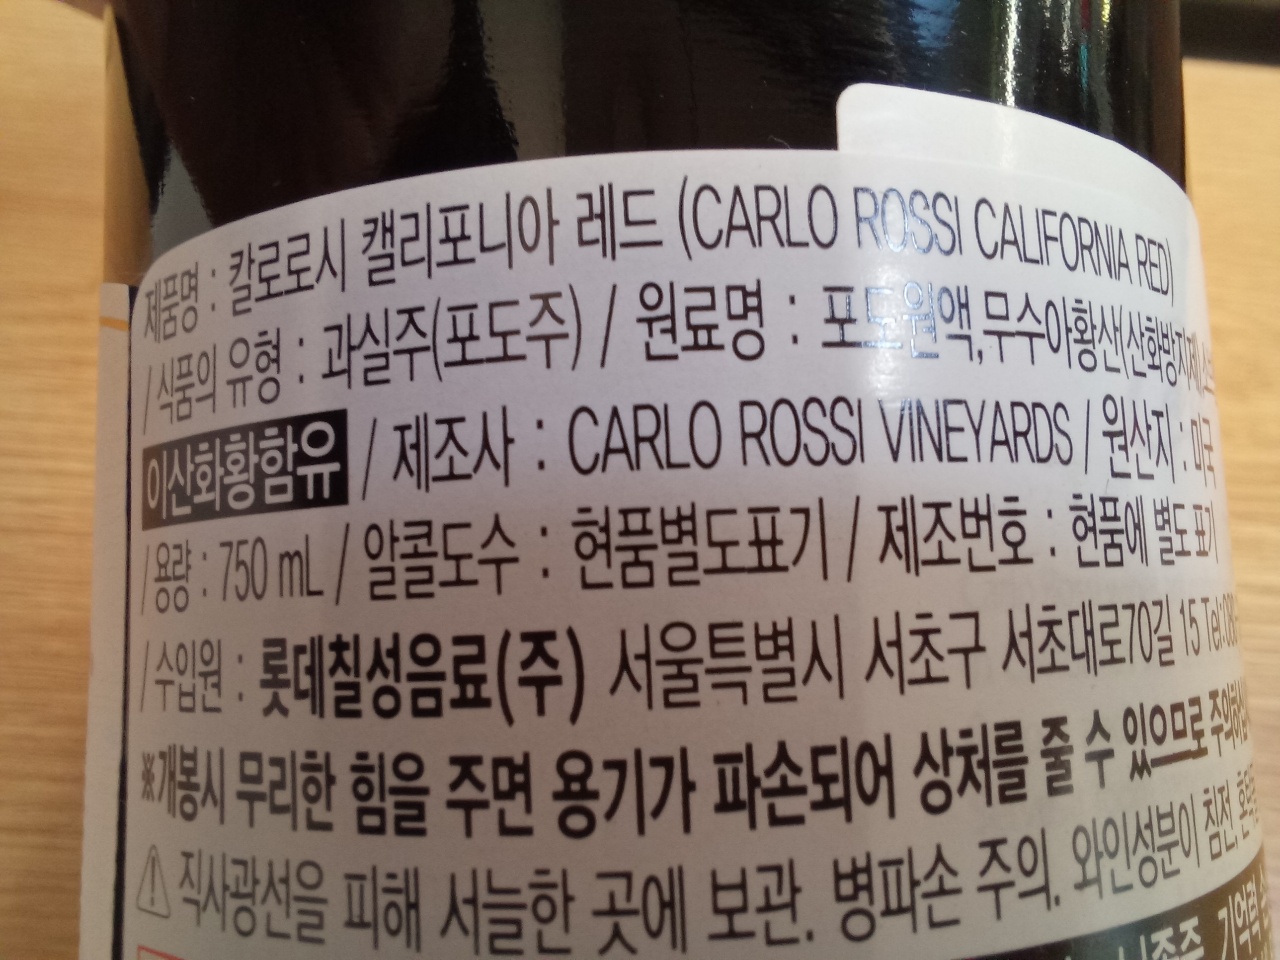 제품명 : 칼로로시 캘리포니아 레드 (CARLO ROSSI CALIFORNIA RED)
/ 식품의 유형 : 과실주(포도주) / 원료명 : 포도원액,무수아황산(산화방지제)
이산화황함유 / 제조사 : CARLO ROSSI VINEYARDS / 원산지 : 미국
/ 용량 : 750 mL / 알콜도수 : 현품별도표기 / 제조번호 : 현품에 별도표기
/ 수입원 : 롯데칠성음료(주) 서울특별시 서초구 서초대로70길 15 Tel:080
※개봉시 무리한 힘을 주면 용기가 파손되어 상처를 줄 수 있으므로
⚠ 직사광선을 피해 서늘한 곳에 보관. 병파손 주의. 와인성분이 침전,
기억력